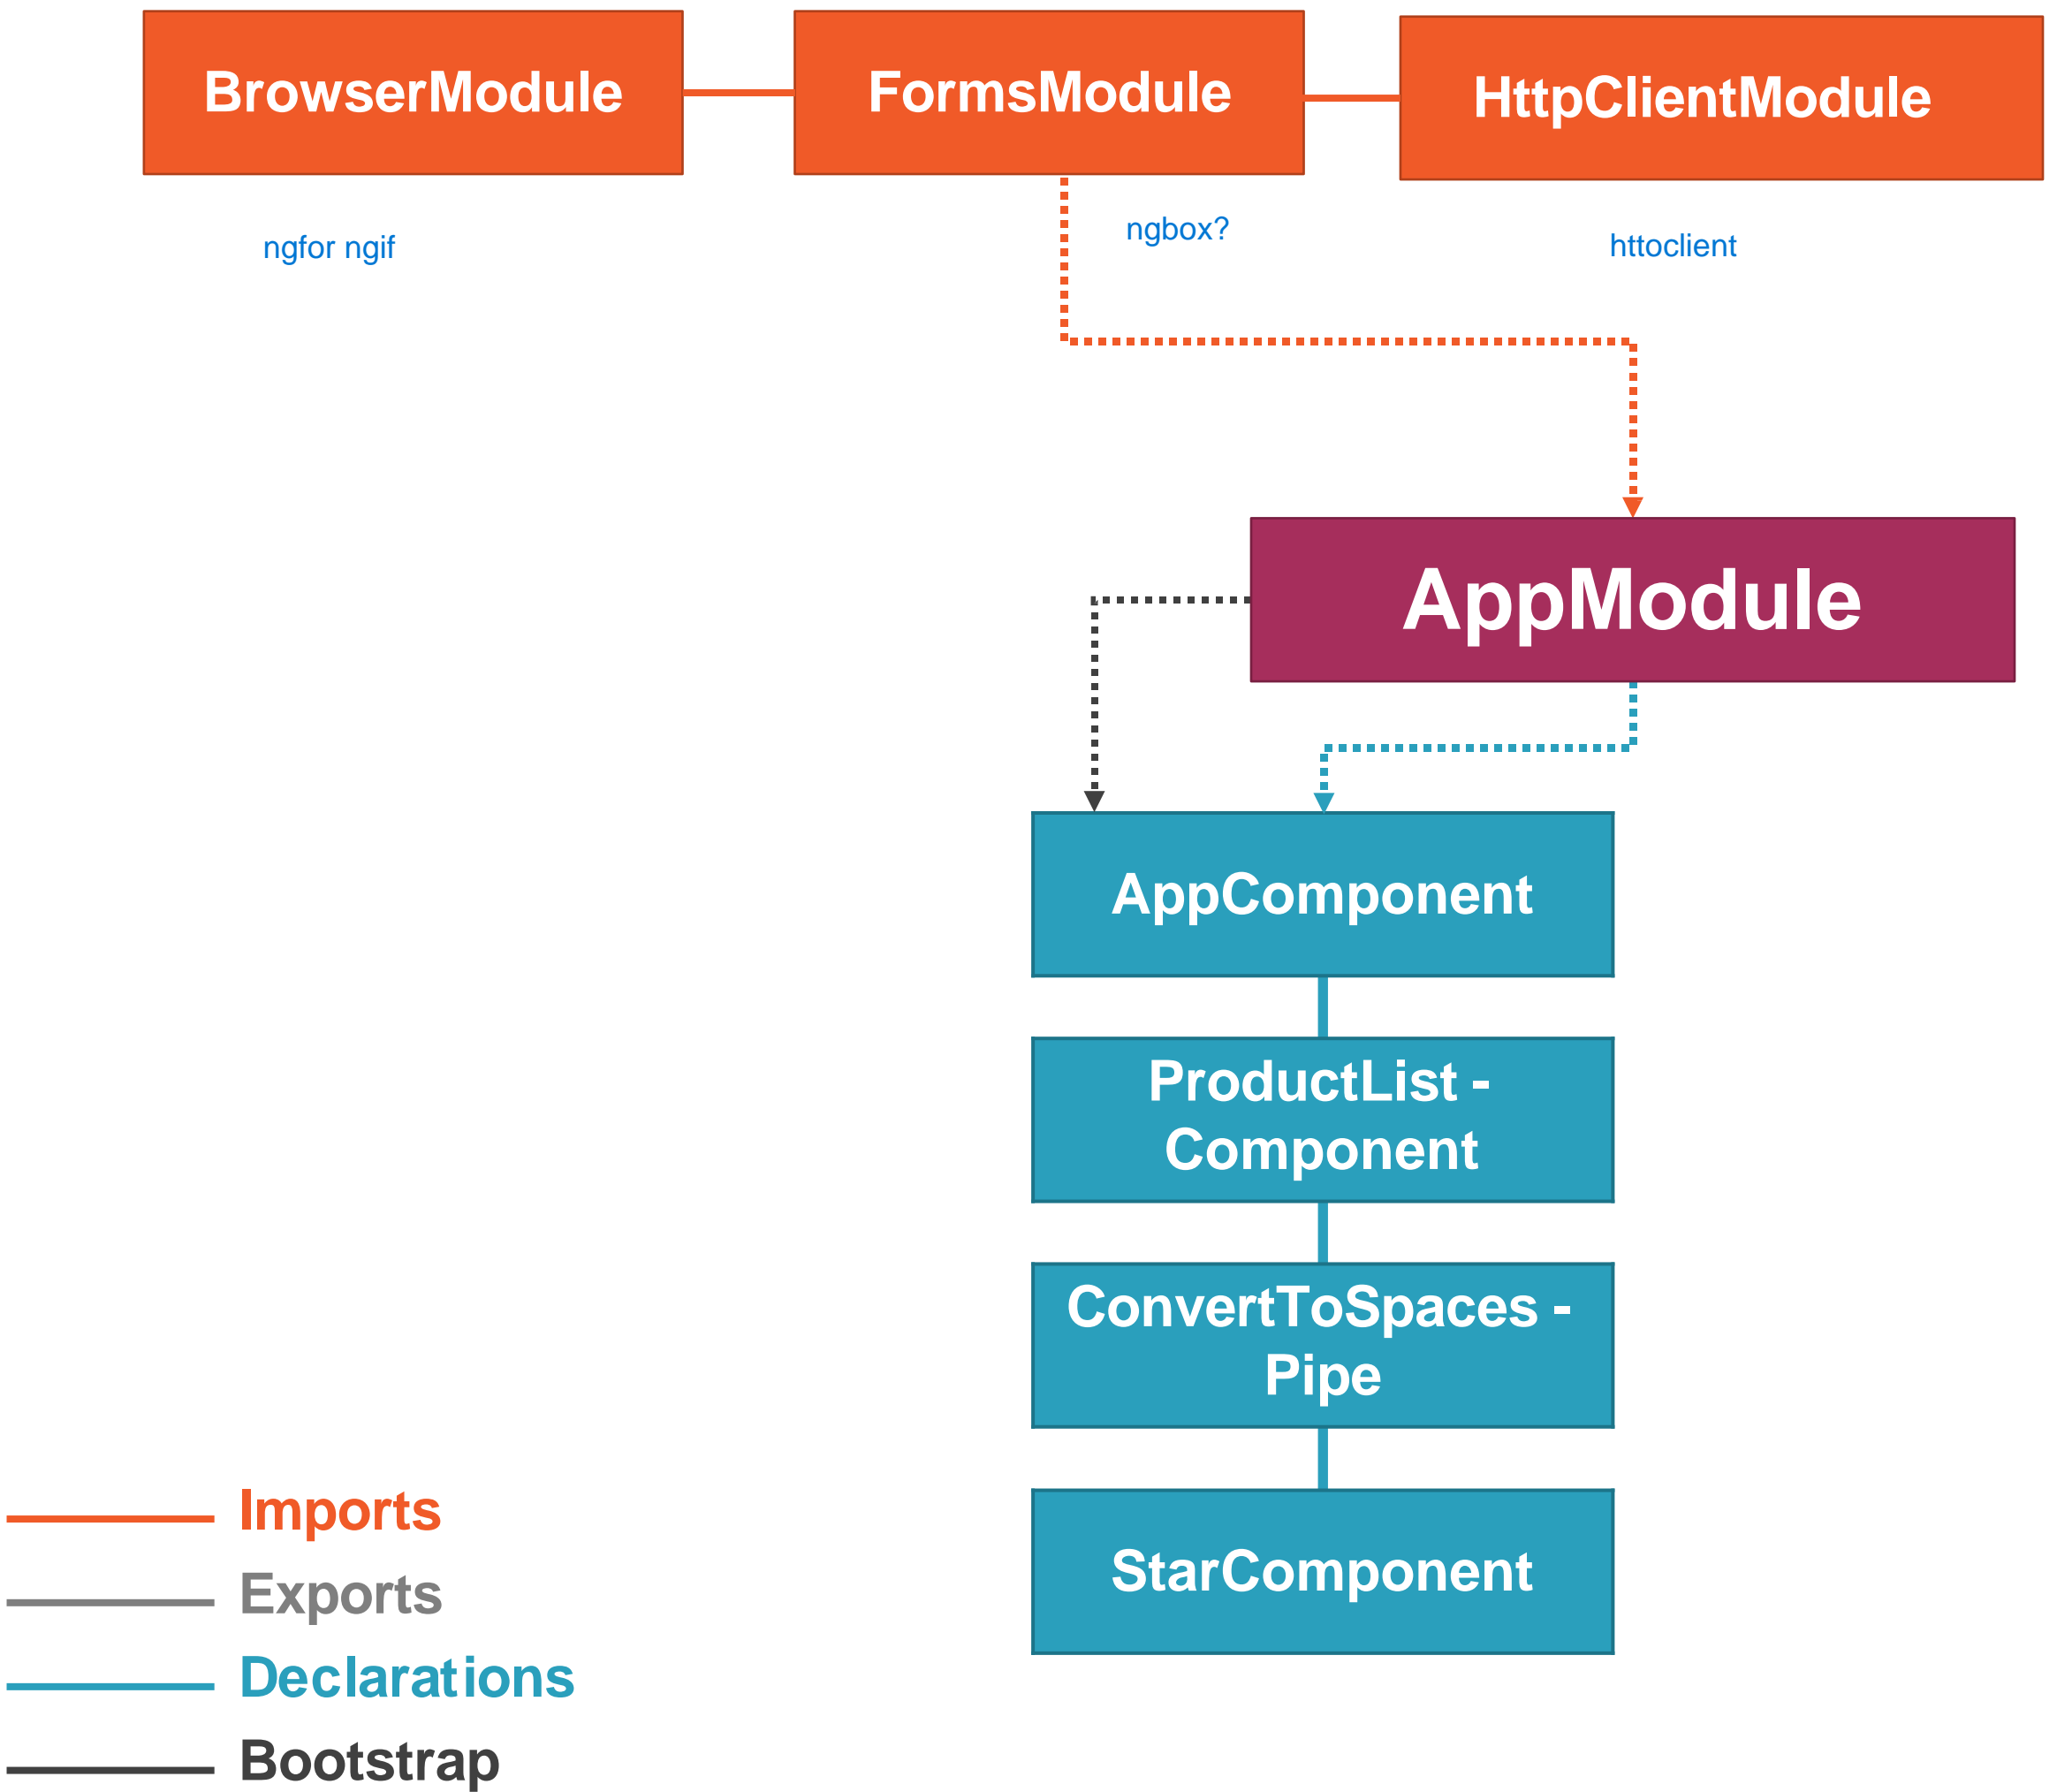 BrowserModule
FormsModule
HttpClientModule
ngfor ngif
ngbox?
httoclient
AppModule
AppComponent
ProductList -
Component
ConvertToSpaces -
Pipe
StarComponent
Imports
Exports
Declarations
Bootstrap